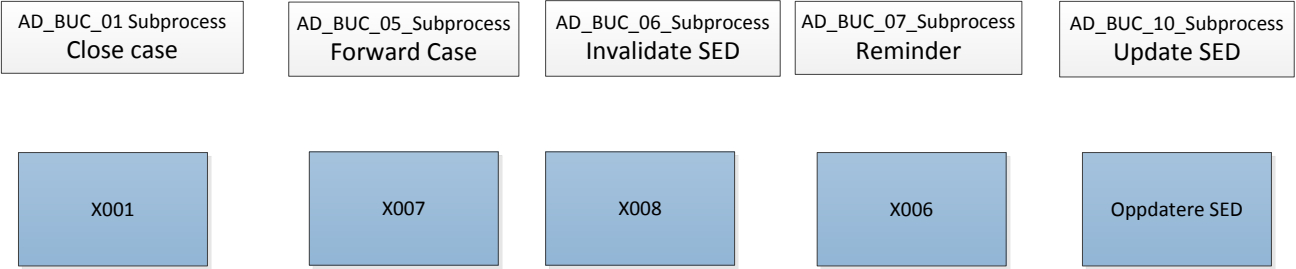 AD_BUC_01 Subprocess
Close case
AD_BUC_05_Subprocess
Forward Case
AD_BUC_06_Subprocess
Invalidate SED
AD_BUC_07_Subprocess
Reminder
AD_BUC_10_Subprocess
Update SED
X001
X007
X008
X006
Oppdatere SED